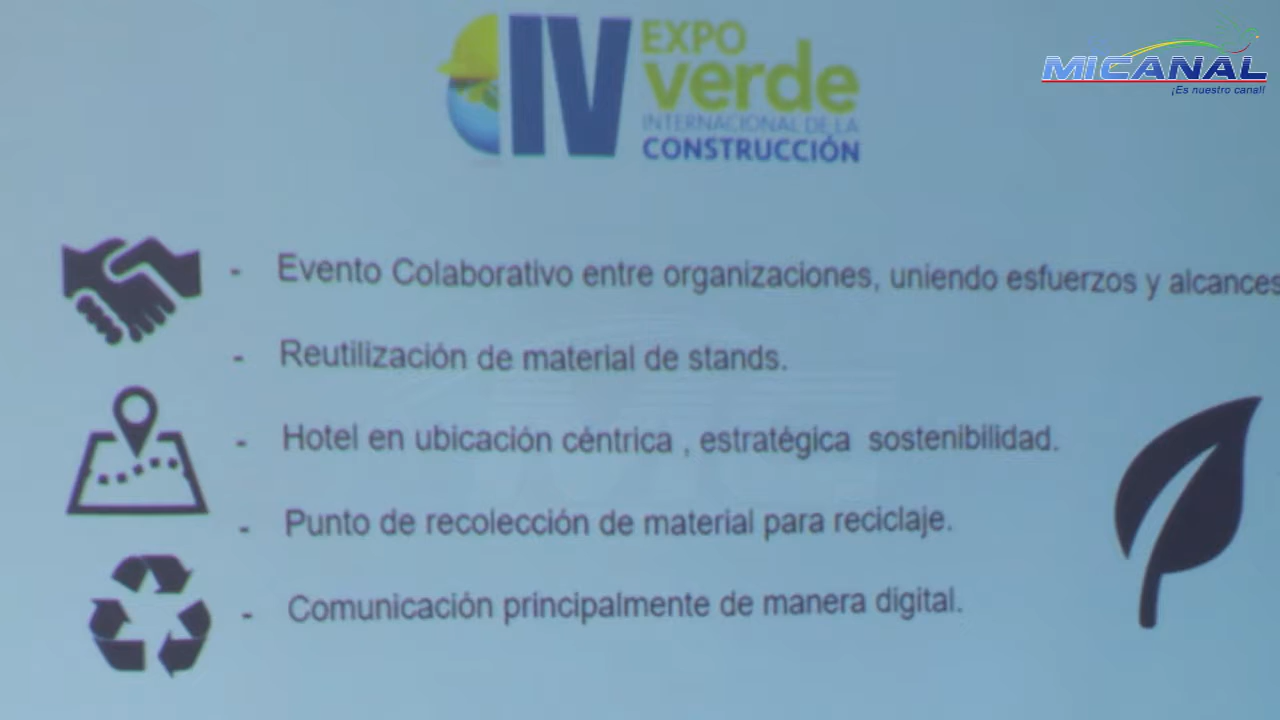 IV
EXPO
verde
INTERNACIONAL DE LA
CONSTRUCCIÓN
MICANAL
¡Es nuestro canal!
- Evento Colaborativo entre organizaciones, uniendo esfuerzos y alcances
- Reutilización de material de stands.
- Hotel en ubicación céntrica , estratégica sostenibilidad.
- Punto de recolección de material para reciclaje.
- Comunicación principalmente de manera digital.